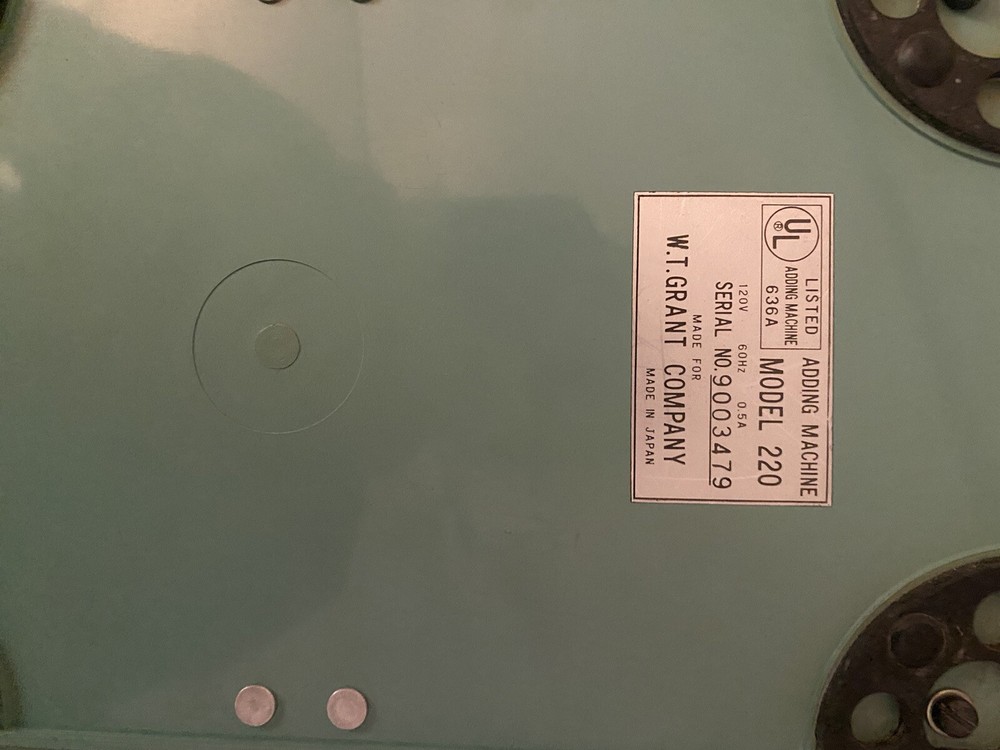 UL®
LISTED
ADDING MACHINE
636A
ADDING MACHINE
MODEL 220
120V 60Hz 0.5A
SERIAL NO.9003479
MADE FOR
W.T.GRANT COMPANY
MADE IN JAPAN